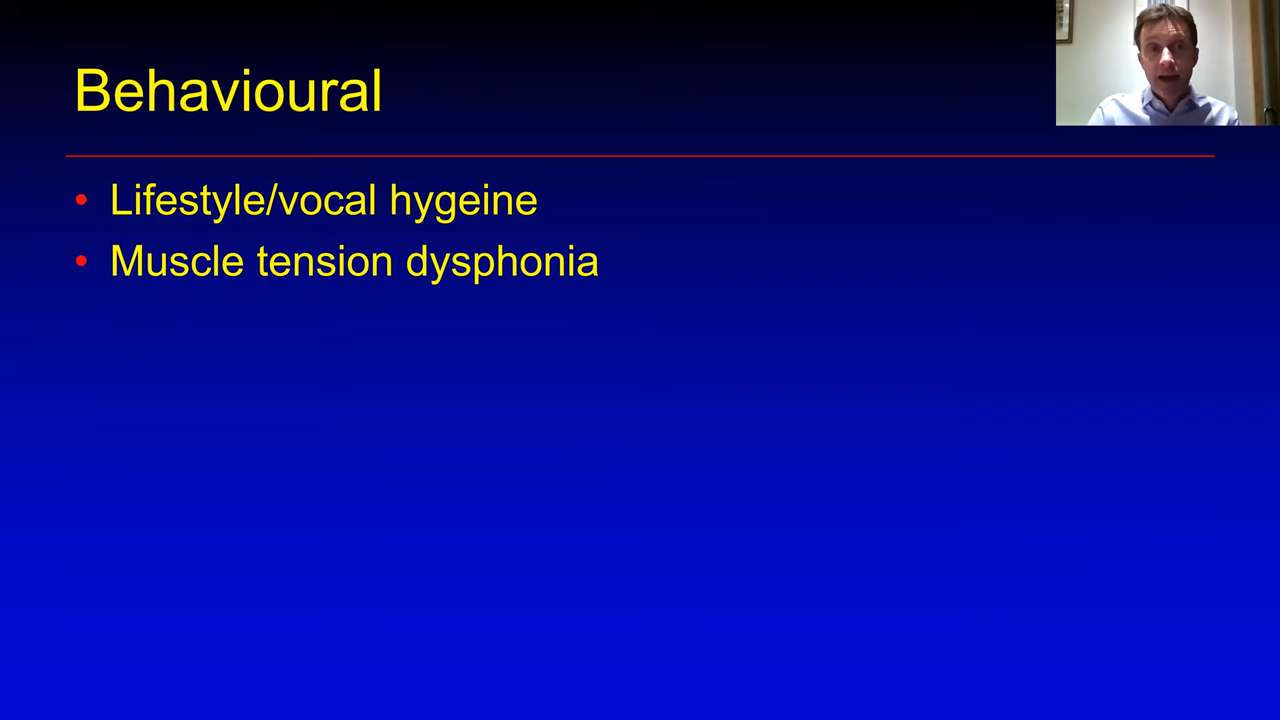 Behavioural
• Lifestyle/vocal hygeine
• Muscle tension dysphonia